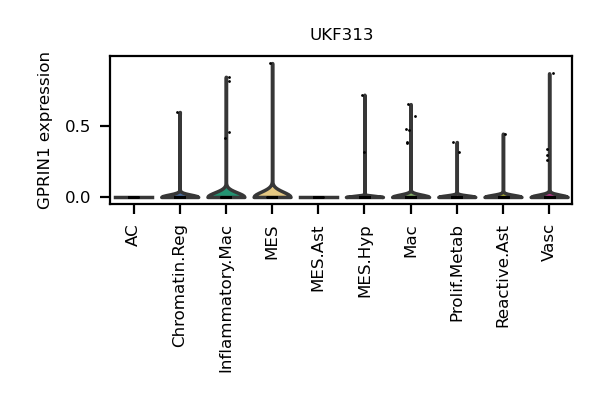 UKF313
GPRIN1 expression
0.5
0.0
AC
Chromatin.Reg
Inflammatory.Mac
MES
MES.Ast
MES.Hyp
Mac
Prolif.Metab
Reactive.Ast
Vasc